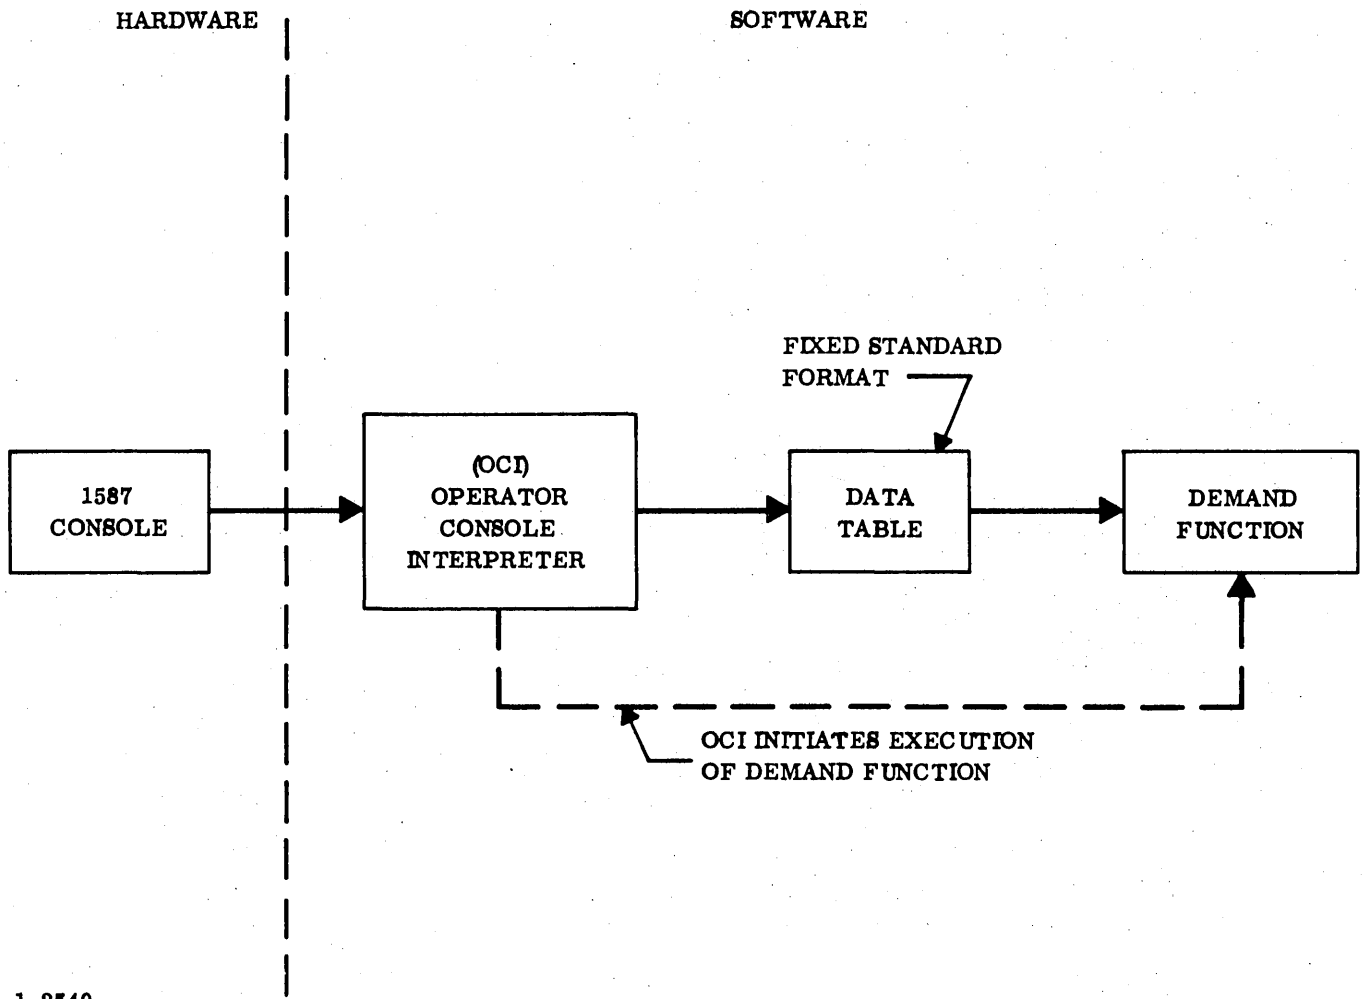 HARDWARE
SOFTWARE
FIXED STANDARD
FORMAT
1587
CONSOLE
(OCI)
OPERATOR
CONSOLE
INTERPRETER
DATA
TABLE
DEMAND
FUNCTION
OCI INITIATES EXECUTION
OF DEMAND FUNCTION